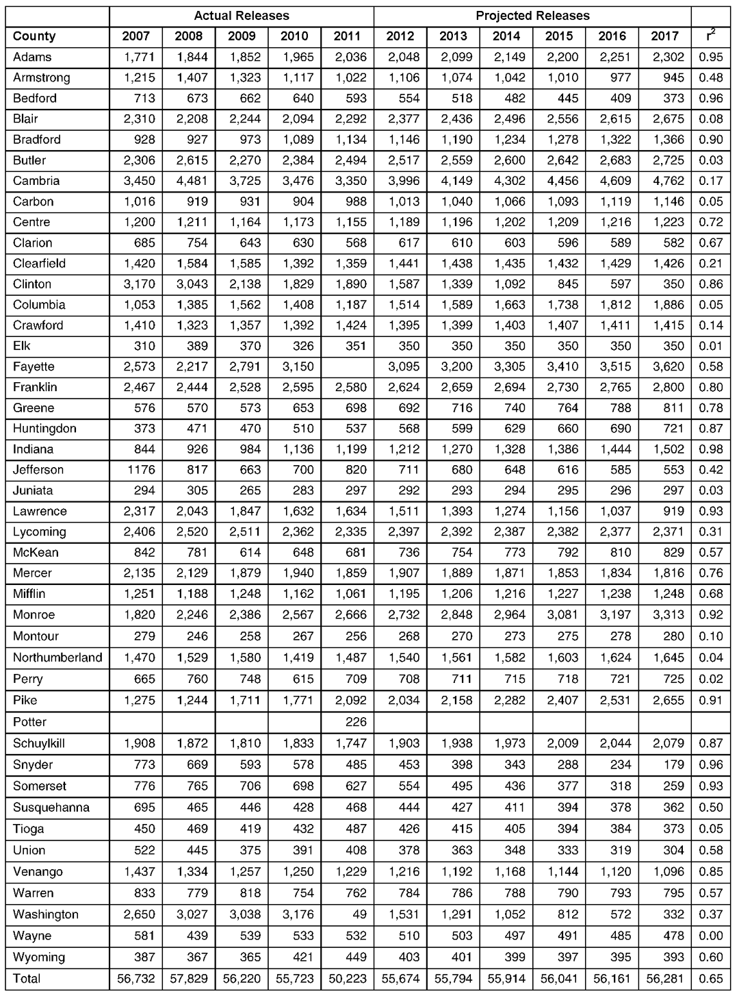 Actual Releases Projected Releases
County 2007 2008 2009 2010 2011 2012 2013 2014 2015 2016 2017 r²
Adams 1,771 1,844 1,852 1,965 2,036 2,048 2,099 2,149 2,200 2,251 2,302 0.95
Armstrong 1,215 1,407 1,323 1,117 1,022 1,106 1,074 1,042 1,010 977 945 0.48
Bedford 713 673 662 640 593 554 518 482 445 409 373 0.96
Blair 2,310 2,208 2,244 2,094 2,292 2,377 2,436 2,496 2,556 2,615 2,675 0.08
Bradford 928 927 973 1,089 1,134 1,146 1,190 1,234 1,278 1,322 1,366 0.90
Butler 2,306 2,615 2,270 2,384 2,494 2,517 2,559 2,600 2,642 2,683 2,725 0.03
Cambria 3,450 4,481 3,725 3,476 3,350 3,996 4,149 4,302 4,456 4,609 4,762 0.17
Carbon 1,016 919 931 904 988 1,013 1,040 1,066 1,093 1,119 1,146 0.05
Centre 1,200 1,211 1,164 1,173 1,155 1,189 1,196 1,202 1,209 1,216 1,223 0.72
Clarion 685 754 643 630 568 617 610 603 596 589 582 0.67
Clearfield 1,420 1,584 1,585 1,392 1,359 1,441 1,438 1,435 1,432 1,429 1,426 0.21
Clinton 3,170 3,043 2,138 1,829 1,890 1,587 1,339 1,092 845 597 350 0.86
Columbia 1,053 1,385 1,562 1,408 1,187 1,514 1,589 1,663 1,738 1,812 1,886 0.05
Crawford 1,410 1,323 1,357 1,392 1,424 1,395 1,399 1,403 1,407 1,411 1,415 0.14
Elk 310 389 370 326 351 350 350 350 350 350 350 0.01
Fayette 2,573 2,217 2,791 3,150 3,095 3,200 3,305 3,410 3,515 3,620 0.58
Franklin 2,467 2,444 2,528 2,595 2,580 2,624 2,659 2,694 2,730 2,765 2,800 0.80
Greene 576 570 573 653 698 692 716 740 764 788 811 0.78
Huntingdon 373 471 470 510 537 568 599 629 660 690 721 0.87
Indiana 844 926 984 1,136 1,199 1,212 1,270 1,328 1,386 1,444 1,502 0.98
Jefferson 1176 817 663 700 820 711 680 648 616 585 553 0.42
Juniata 294 305 265 283 297 292 293 294 295 296 297 0.03
Lawrence 2,317 2,043 1,847 1,632 1,634 1,511 1,393 1,274 1,156 1,037 919 0.93
Lycoming 2,406 2,520 2,511 2,362 2,335 2,397 2,392 2,387 2,382 2,377 2,371 0.31
McKean 842 781 614 648 681 736 754 773 792 810 829 0.57
Mercer 2,135 2,129 1,879 1,940 1,859 1,907 1,889 1,871 1,853 1,834 1,816 0.76
Mifflin 1,251 1,188 1,248 1,162 1,061 1,195 1,206 1,216 1,227 1,238 1,248 0.68
Monroe 1,820 2,246 2,386 2,567 2,666 2,732 2,848 2,964 3,081 3,197 3,313 0.92
Montour 279 246 258 267 256 268 270 273 275 278 280 0.10
Northumberland 1,470 1,529 1,580 1,419 1,487 1,540 1,561 1,582 1,603 1,624 1,645 0.04
Perry 665 760 748 615 709 708 711 715 718 721 725 0.02
Pike 1,275 1,244 1,711 1,771 2,092 2,034 2,158 2,282 2,407 2,531 2,655 0.91
Potter 226
Schuylkill 1,908 1,872 1,810 1,833 1,747 1,903 1,938 1,973 2,009 2,044 2,079 0.87
Snyder 773 669 593 578 485 453 398 343 288 234 179 0.96
Somerset 776 765 706 698 627 554 495 436 377 318 259 0.93
Susquehanna 695 465 446 428 468 444 427 411 394 378 362 0.50
Tioga 450 469 419 432 487 426 415 405 394 384 373 0.05
Union 522 445 375 391 408 378 363 348 333 319 304 0.58
Venango 1,437 1,334 1,257 1,250 1,229 1,216 1,192 1,168 1,144 1,120 1,096 0.85
Warren 833 779 818 754 762 784 786 788 790 793 795 0.57
Washington 2,650 3,027 3,038 3,176 49 1,531 1,291 1,052 812 572 332 0.37
Wayne 581 439 539 533 532 510 503 497 491 485 478 0.00
Wyoming 387 367 365 421 449 403 401 399 397 395 393 0.60
Total 56,732 57,829 56,220 55,723 50,223 55,674 55,794 55,914 56,041 56,161 56,281 0.65